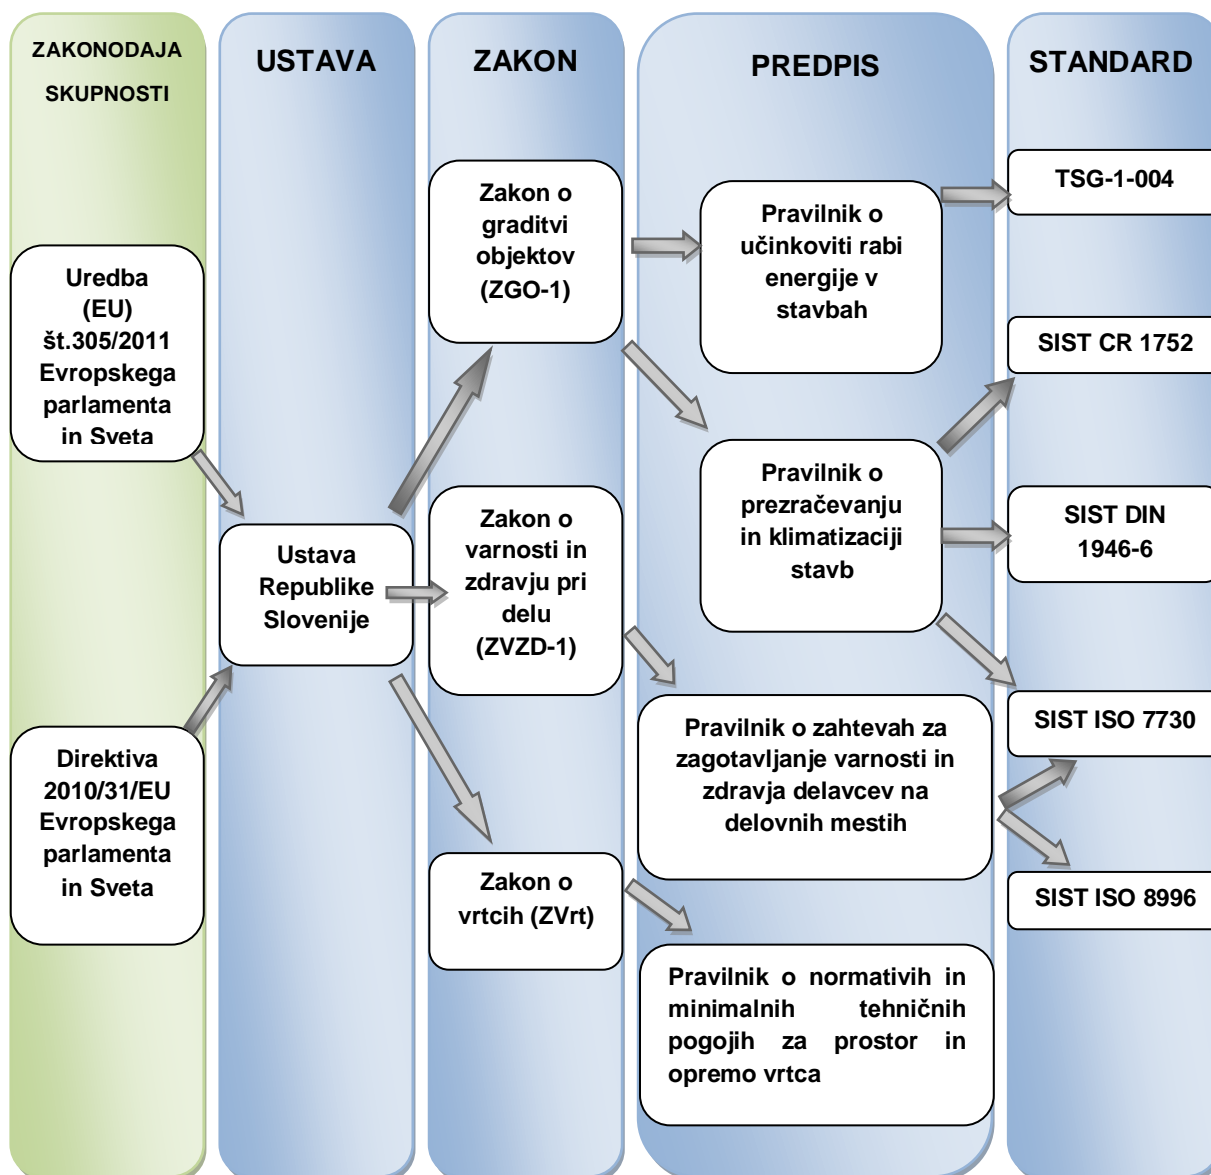 ZAKONODAJA
SKUPNOSTI
Uredba
(EU)
št.305/2011
Evropskega
parlamenta
in Sveta
Direktiva
2010/31/EU
Evropskega
parlamenta
in Sveta
USTAVA
Ustava
Republike
Slovenije
ZAKON
Zakon o
graditvi
objektov
(ZGO-1)
Zakon o
varnosti in
zdravju pri
delu
(ZVZD-1)
Zakon o
vrtcih (ZVrt)
PREDPIS
Pravilnik o
učinkoviti rabi
energije v
stavbah
Pravilnik o
prezračevanju
in klimatizaciji
stavb
Pravilnik o zahtevah za
zagotavljanje varnosti in
zdravja delavcev na
delovnih mestih
Pravilnik o normativih in
minimalnih tehničnih
pogojih za prostor in
opremo vrtca
STANDARD
TSG-1-004
SIST CR 1752
SIST DIN
1946-6
SIST ISO 7730
SIST ISO 8996